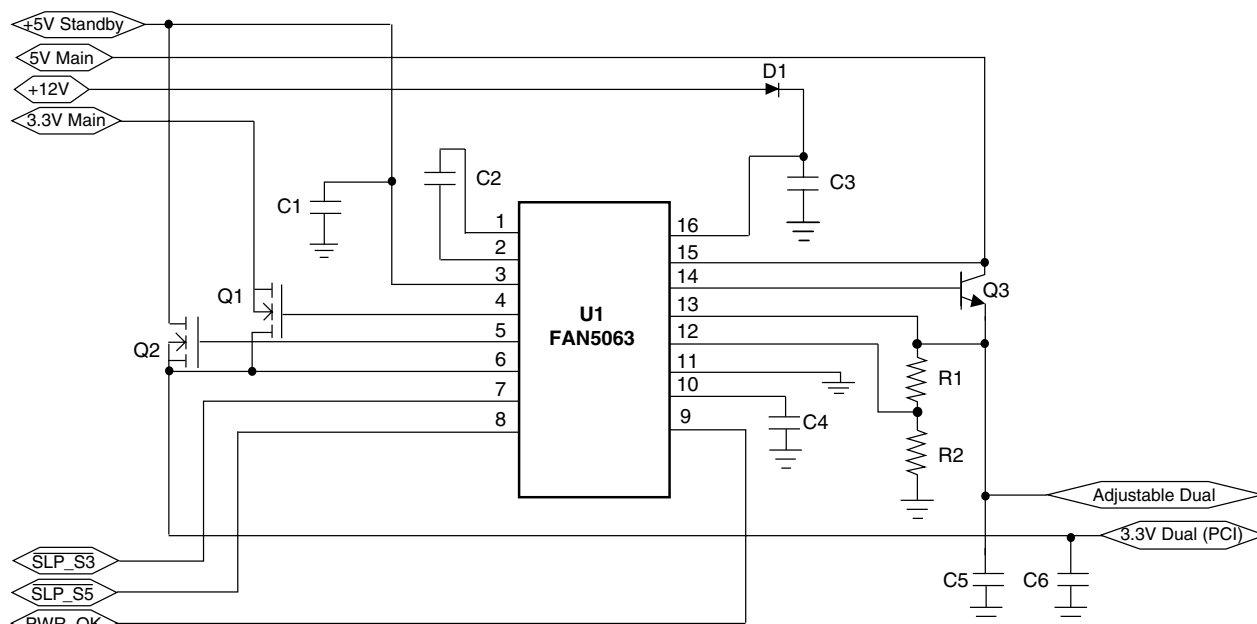 +5V Standby
5V Main
+12V
3.3V Main
D1
C1
C2
C3
1
2
3
4
5
6
7
8
U1
FAN5063
16
15
14
13
12
11
10
9
Q1
Q2
Q3
R1
R2
C4
Adjustable Dual
3.3V Dual (PCI)
SLP_S3
SLP_S5
PWR_OK
C5
C6